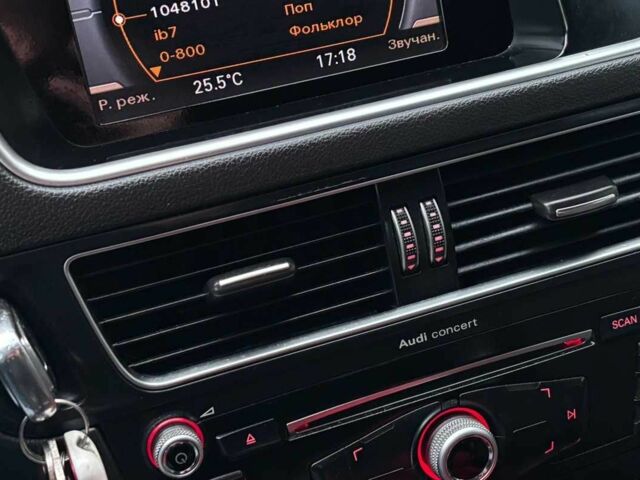 1048101
Поп
ib7
Фольклор
0-800
Звучан.
Р. реж.
25.5°C
17:18
Audi concert
SCAN